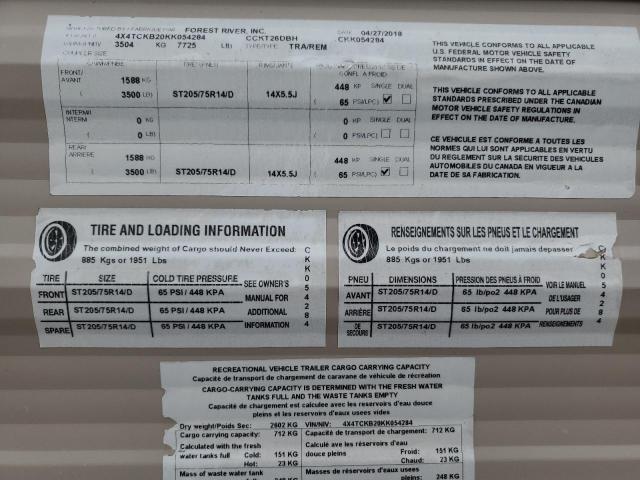 FOREST RIVER, INC.
DATE 04/27/2018
4X4TCKB20KK054284
CCKT26DBH
CKK054284
3504 KG 7725 LB TYPE/TYPE TRA/REM
FRONT/
AVANT
1588 KG
3500 LB)
ST205/75R14/D
14X5.5J
448 KP SINGLE DUAL
65 PSI/LPC)
INTERM/
INTERM
0 KG
0 LB)
0 KP SINGLE DUAL
0 PSI/LPC)
REAR/
ARRIERE
1588 KG
3500 LB)
ST205/75R14/D
14X5.5J
448 KP SINGLE DUAL
65 PSI/LPC)
THIS VEHICLE CONFORMS TO ALL APPLICABLE
U.S. FEDERAL MOTOR VEHICLE SAFETY
STANDARDS IN EFFECT ON THE DATE OF
MANUFACTURE SHOWN ABOVE.
THIS VEHICLE CONFORMS TO ALL APPLICABLE
STANDARDS PRESCRIBED UNDER THE CANADIAN
MOTOR VEHICLE SAFETY REGULATIONS IN
EFFECT ON THE DATE OF MANUFACTURE.
CE VÉHICULE EST CONFORME A TOUTES LES
NORMES QUI LUI SONT APPLICABLES EN VERTU
DU REGLEMENT SUR LA SECURITE DES VEHICULES
AUTOMOBILES DU CANADA EN VIGUEUR A LA
DATE DE SA FABRICATION.
TIRE AND LOADING INFORMATION
The combined weight of Cargo should Never Exceed:
885 Kgs or 1951 Lbs
TIRE SIZE COLD TIRE PRESSURE
FRONT ST205/75R14/D 65 PSI / 448 KPA
REAR ST205/75R14/D 65 PSI / 448 KPA
SPARE ST205/75R14/D 65 PSI / 448 KPA
SEE OWNER'S
MANUAL FOR
ADDITIONAL
INFORMATION
CKK054284
RENSEIGNEMENTS SUR LES PNEUS ET LE CHARGEMENT
Le poids du chargement ne doit jamais depasser
885 Kgs or 1951 Lbs
PNEU DIMENSIONS PRESSION DES PNEUS À FROID
AVANT ST205/75R14/D 65 lb/po2 448 KPA
ARRIÈRE ST205/75R14/D 65 lb/po2 448 KPA
DE SECOURS ST205/75R14/D 65 lb/po2 448 KPA
VOIR LE MANUEL
DE L'USAGER
POUR PLUS DE
RENSEIGNEMENTS
CKK054284
RECREATIONAL VEHICLE TRAILER CARGO CARRYING CAPACITY
Capacité de transport de chargement de caravane de véhicule de récréation
CARGO-CARRYING CAPACITY IS DETERMINED WITH THE FRESH WATER
TANKS FULL AND THE WASTE TANKS EMPTY
Capacité de chargement est calculee avec les reservoirs d'eau douce
pleins et les reservoirs d'eaux usees vides
Dry weight/Poids Sec: 2602 KG VIN/NIV: 4X4TCKB20KK054284
Cargo carrying capacity: 712 KG
Calculated with the fresh
water tanks full Cold: 151 KG
Hot: 23 KG
Mass of waste water tank
Capacité de transport de chargement: 712 KG
Calculé avec les réservoirs d'eau
douce pleins Froid: 151 KG
Chaud: 23 KG
Masses de reservoirs d'eaux usées